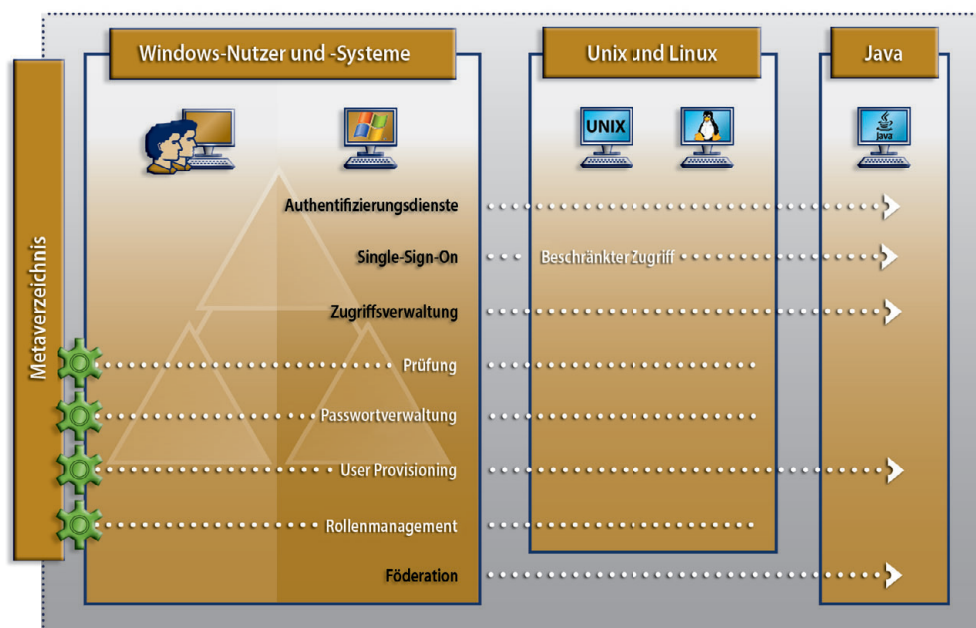 Windows-Nutzer und -Systeme
Unix und Linux
Java
Metaverzeichnis
UNIX
Java
Authentifizierungsdienste
Single-Sign-On
Beschränkter Zugriff
Zugriffsverwaltung
Prüfung
Passwortverwaltung
User Provisioning
Rollenmanagement
Föderation